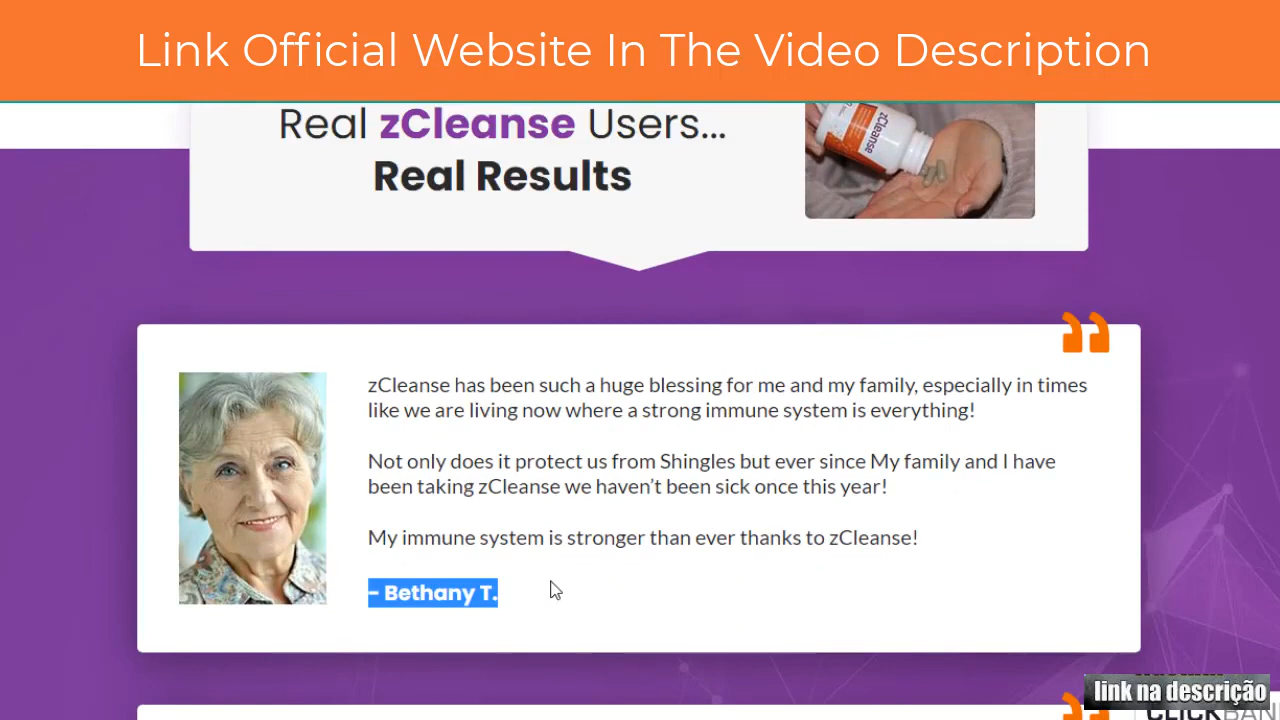 Link Official Website In The Video Description
Real zCleanse Users...
Real Results
zCleanse
zCleanse has been such a huge blessing for me and my family, especially in times
like we are living now where a strong immune system is everything!
Not only does it protect us from Shingles but ever since My family and I have
been taking zCleanse we haven’t been sick once this year!
My immune system is stronger than ever thanks to zCleanse!
– Bethany T.
link na descrição